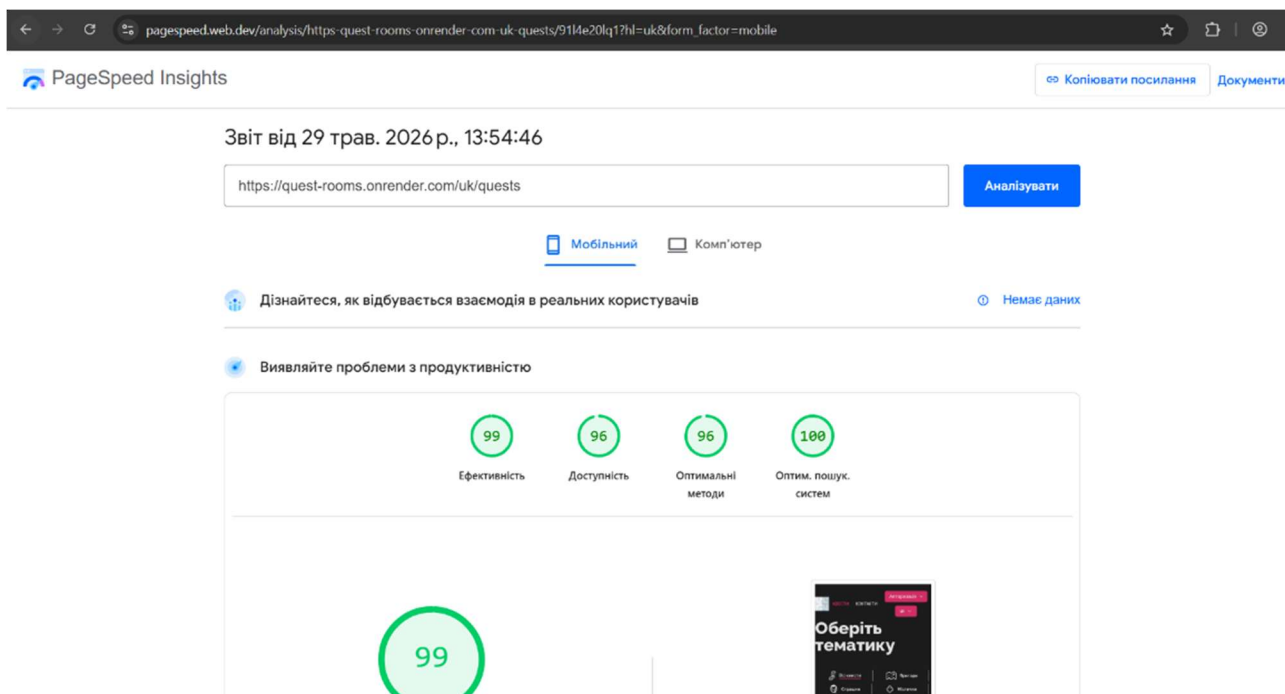 pagespeed.web.dev/analysis/https-quest-rooms-onrender-com-uk-quests/91l4e20lq1?hl=uk&form_factor=mobile
PageSpeed Insights
Копіювати посилання
Документи
Звіт від 29 трав. 2026 р., 13:54:46
https://quest-rooms.onrender.com/uk/quests
Аналізувати
Мобільний
Комп'ютер
Дізнайтеся, як відбувається взаємодія в реальних користувачів
Немає даних
Виявляйте проблеми з продуктивністю
99
96
96
100
Ефективність
Доступність
Оптимальні
методи
Оптим. пошук.
систем
99
КОНТАКТИ
Оберіть
тематику